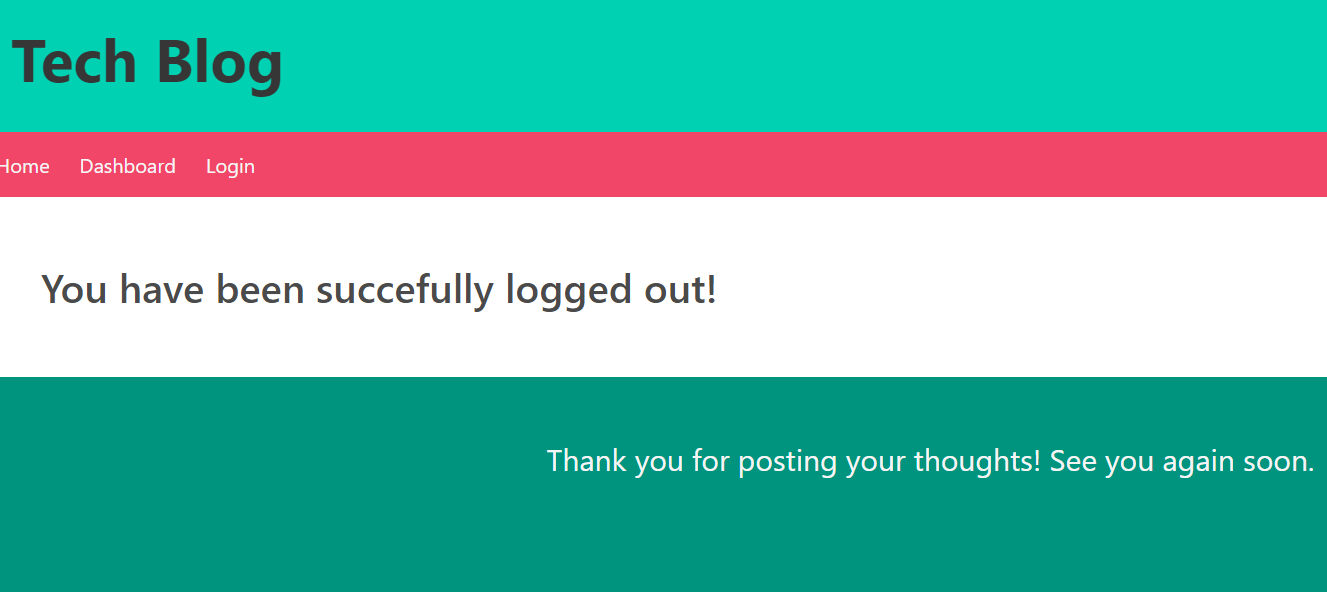 Tech Blog
Home Dashboard Login
You have been succefully logged out!
Thank you for posting your thoughts! See you again soon.